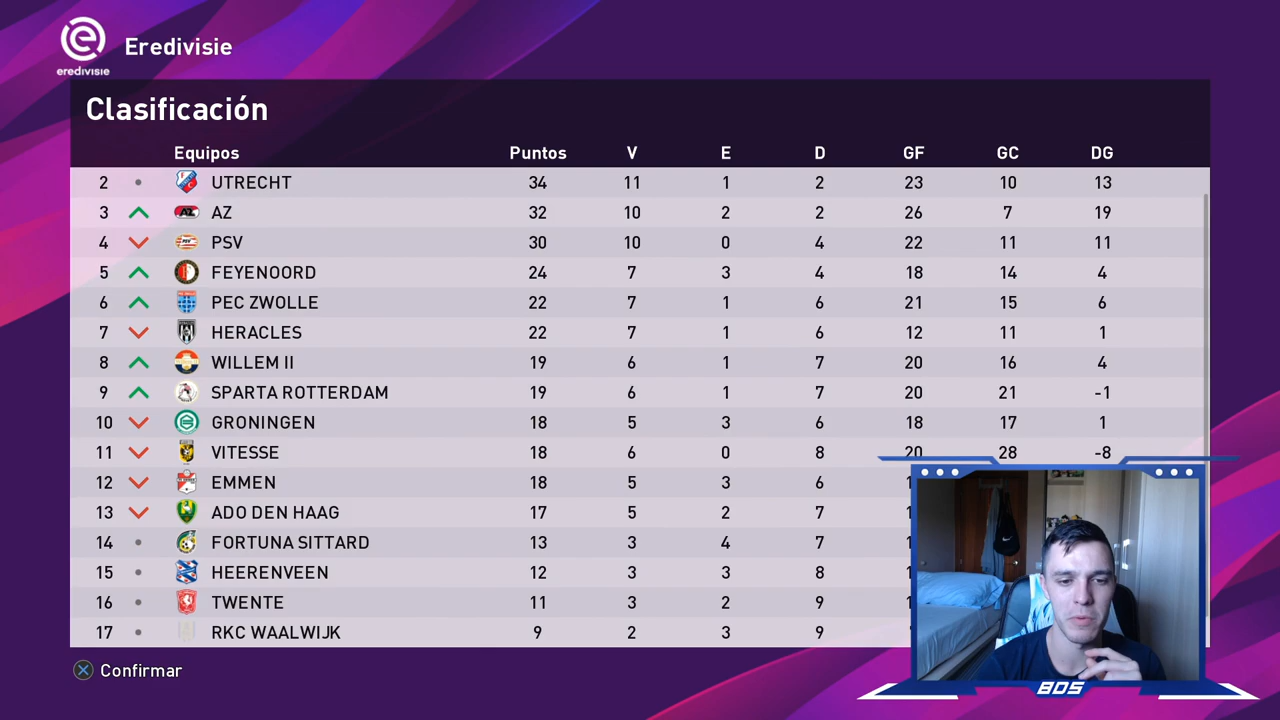 Eredivisie
eredivisie
Clasificación
Equipos Puntos V E D GF GC DG
2 UTRECHT 34 11 1 2 23 10 13
3 AZ 32 10 2 2 26 7 19
4 PSV 30 10 0 4 22 11 11
5 FEYENOORD 24 7 3 4 18 14 4
6 PEC ZWOLLE 22 7 1 6 21 15 6
7 HERACLES 22 7 1 6 12 11 1
8 WILLEM II 19 6 1 7 20 16 4
9 SPARTA ROTTERDAM 19 6 1 7 20 21 -1
10 GRONINGEN 18 5 3 6 18 17 1
11 VITESSE 18 6 0 8 20 28 -8
12 EMMEN 18 5 3 6
13 ADO DEN HAAG 17 5 2 7
14 FORTUNA SITTARD 13 3 4 7
15 HEERENVEEN 12 3 3 8
16 TWENTE 11 3 2 9
17 RKC WAALWIJK 9 2 3 9
Confirmar
BDS